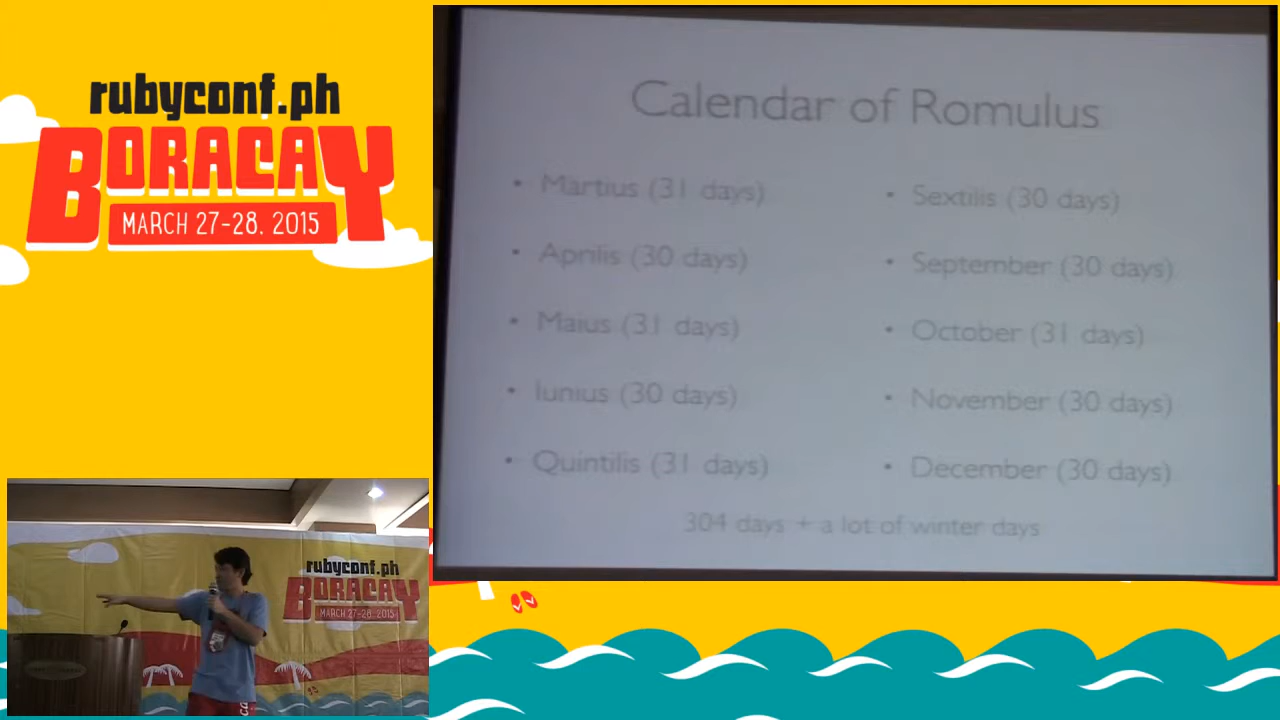 rubyconf.ph
BORACAY
MARCH 27-28, 2015
Calendar of Romulus
• Martius (31 days)
• Aprilis (30 days)
• Maius (31 days)
• Iunius (30 days)
• Quintilis (31 days)
• Sextilis (30 days)
• September (30 days)
• October (31 days)
• November (30 days)
• December (30 days)
304 days + a lot of winter days
rubyconf.ph
BORACAY
MARCH 27-28, 2015